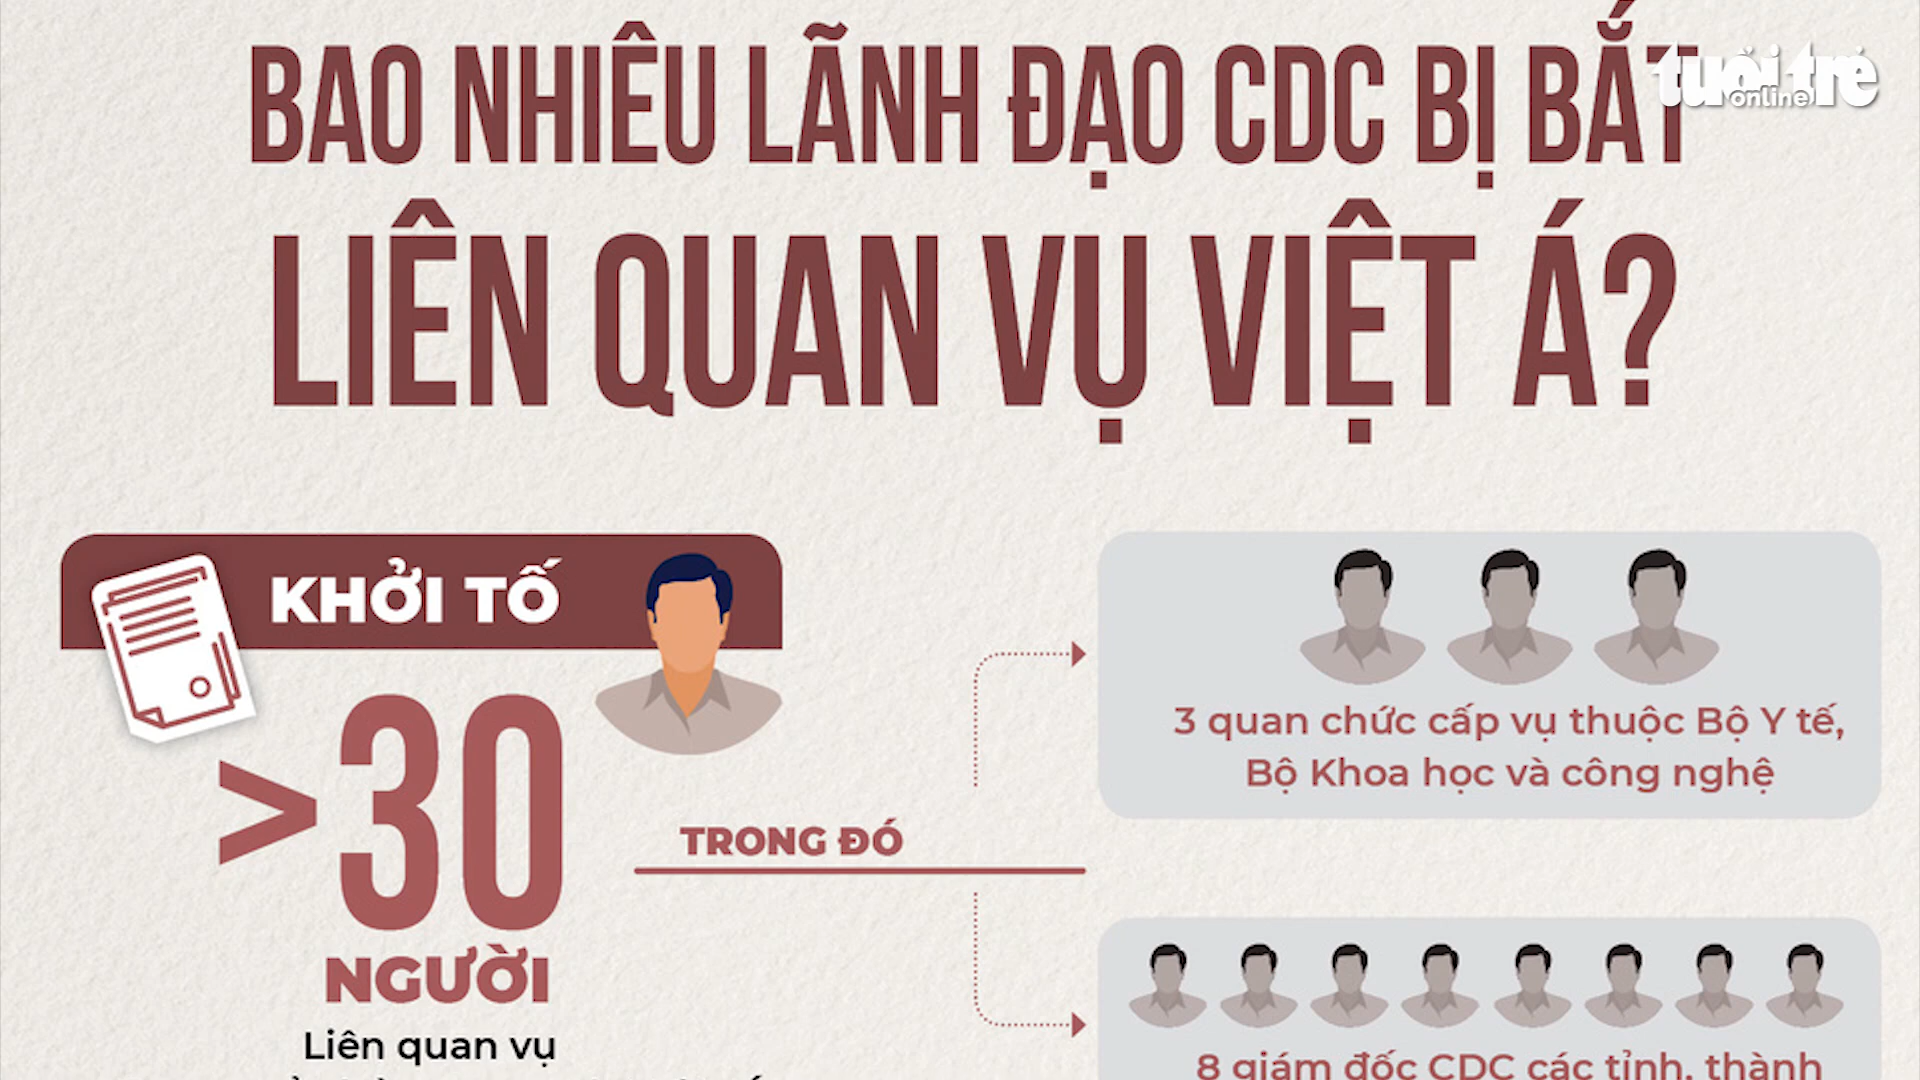 BAO NHIÊU LÃNH ĐẠO CDC BỊ BẮT
tuổi trẻ
online
LIÊN QUAN VỤ VIỆT Á?
KHỞI TỐ
>30
NGƯỜI
Liên quan vụ
TRONG ĐÓ
3 quan chức cấp vụ thuộc Bộ Y tế,
Bộ Khoa học và công nghệ
8 giám đốc CDC các tỉnh, thành